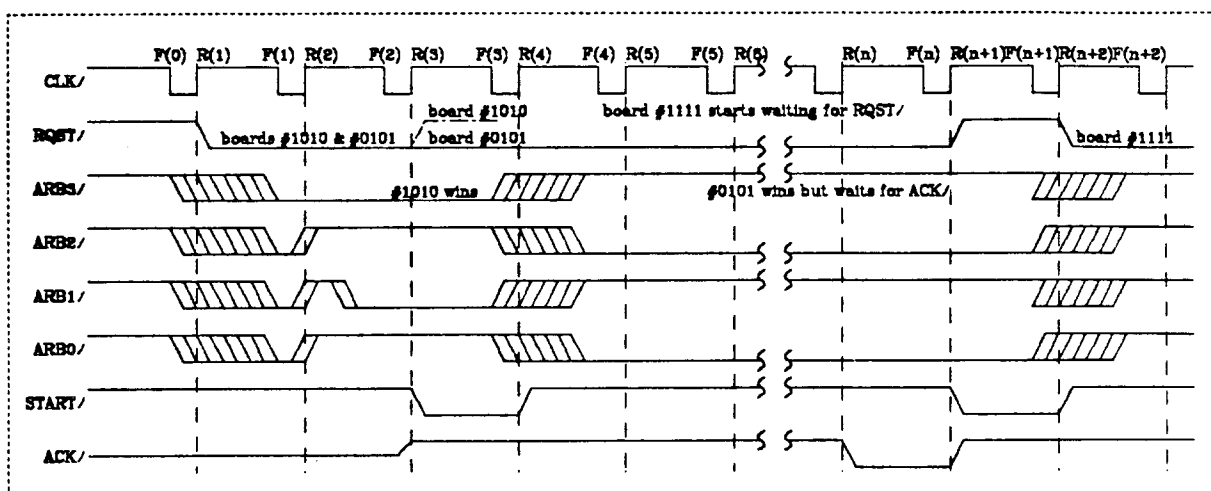 F(0) R(1) F(1) R(2) F(2) R(3) F(3) R(4) F(4) R(5) F(5) R(6) R(n) F(n) R(n+1) F(n+1) R(n+2) F(n+2)
CLK/
board #1010 board #1111 starts waiting for RQST/
RQST/ boards #1010 & #0101 board #0101 board #1111
ARB3/ #1010 wins #0101 wins but waits for ACK/
ARB2/
ARB1/
ARB0/
START/
ACK/